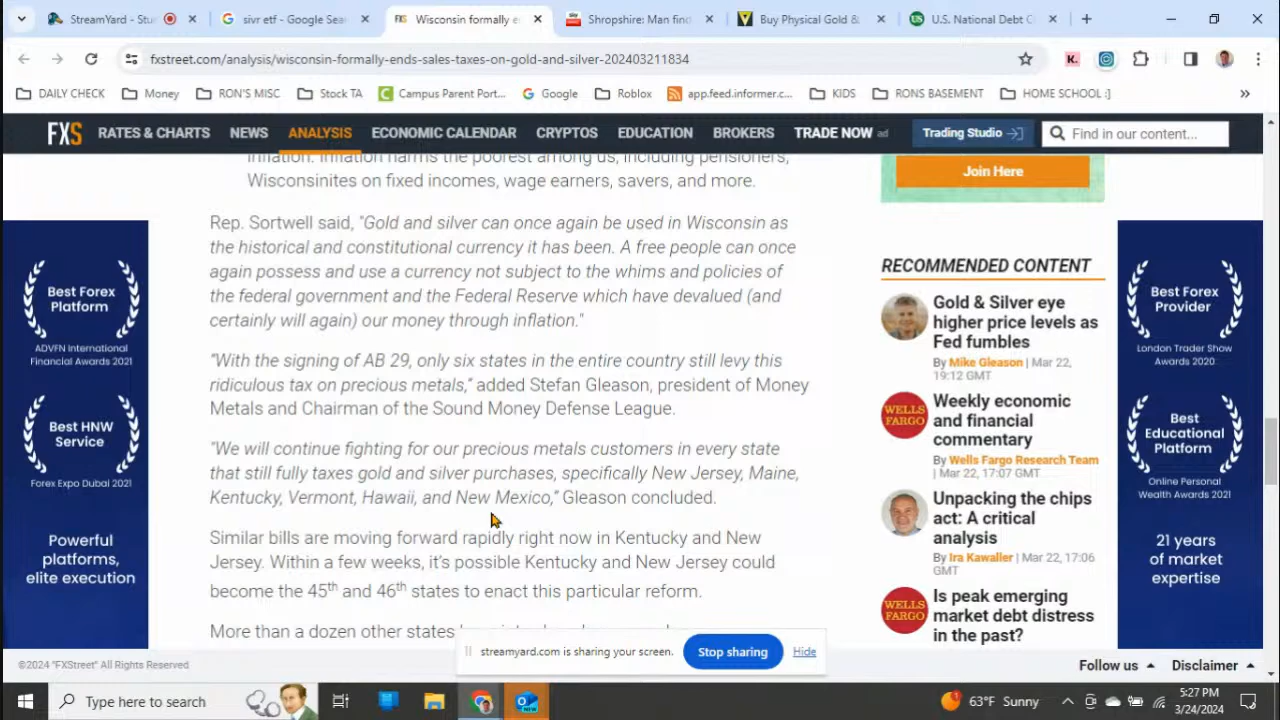 StreamYard - Stu
sivr etf - Google Sea
Wisconsin formally e
Shropshire: Man find
Buy Physical Gold &
U.S. National Debt C
fxstreet.com/analysis/wisconsin-formally-ends-sales-taxes-on-gold-and-silver-202403211834
DAILY CHECK
Money
RON'S MISC
Stock TA
Campus Parent Port...
Google
Roblox
app.feed.informer.c...
KIDS
RONS BASEMENT
HOME SCHOOL :]
FXS
RATES & CHARTS
NEWS
ANALYSIS
ECONOMIC CALENDAR
CRYPTOS
EDUCATION
BROKERS
TRADE NOW ad
Trading Studio
Find in our content...
inflation. Inflation harms the poorest among us, including pensioners,
Wisconsinites on fixed incomes, wage earners, savers, and more.
Rep. Sortwell said, "Gold and silver can once again be used in Wisconsin as
the historical and constitutional currency it has been. A free people can once
again possess and use a currency not subject to the whims and policies of
the federal government and the Federal Reserve which have devalued (and
certainly will again) our money through inflation."
“With the signing of AB 29, only six states in the entire country still levy this
ridiculous tax on precious metals,” added Stefan Gleason, president of Money
Metals and Chairman of the Sound Money Defense League.
“We will continue fighting for our precious metals customers in every state
that still taxes gold and silver purchases, specifically New Jersey, Maine,
Kentucky, Vermont, Hawaii, and New Mexico,” Gleason concluded.
Similar bills are moving forward rapidly right now in Kentucky and New
Jersey. Within a few weeks, it’s possible Kentucky and New Jersey could
become the 45th and 46th states to enact this particular reform.
More than a dozen other states
Join Here
RECOMMENDED CONTENT
Gold & Silver eye
higher price levels as
Fed fumbles
By Mike Gleason | Mar 22,
19:12 GMT
WELLS
FARGO
Weekly economic
and financial
commentary
By Wells Fargo Research Team
| Mar 22, 17:07 GMT
Unpacking the chips
act: A critical
analysis
By Ira Kawaller | Mar 22, 17:06
GMT
WELLS
FARGO
Is peak emerging
market debt distress
in the past?
Best Forex
Platform
ADVFN International
Financial Awards 2021
Best HNW
Service
Forex Expo Dubai 2021
Powerful
platforms,
elite execution
Best Forex
Provider
London Trader Show
Awards 2020
Best
Educational
Platform
Online Personal
Wealth Awards 2021
21 years
of market
expertise
streamyard.com is sharing your screen.
Stop sharing
Hide
©2024 "FXStreet" All Rights Reserved
Follow us
Disclaimer
Type here to search
63°F Sunny
5:27 PM
3/24/2024